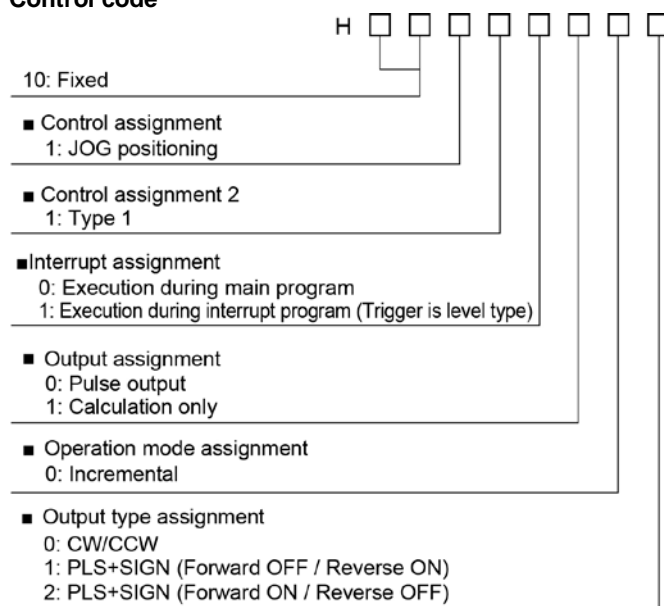 Control code
H □ □ □ □ □ □ □ □
10: Fixed
■ Control assignment
1: JOG positioning
■ Control assignment 2
1: Type 1
■Interrupt assignment
0: Execution during main program
1: Execution during interrupt program (Trigger is level type)
■ Output assignment
0: Pulse output
1: Calculation only
■ Operation mode assignment
0: Incremental
■ Output type assignment
0: CW/CCW
1: PLS+SIGN (Forward OFF / Reverse ON)
2: PLS+SIGN (Forward ON / Reverse OFF)